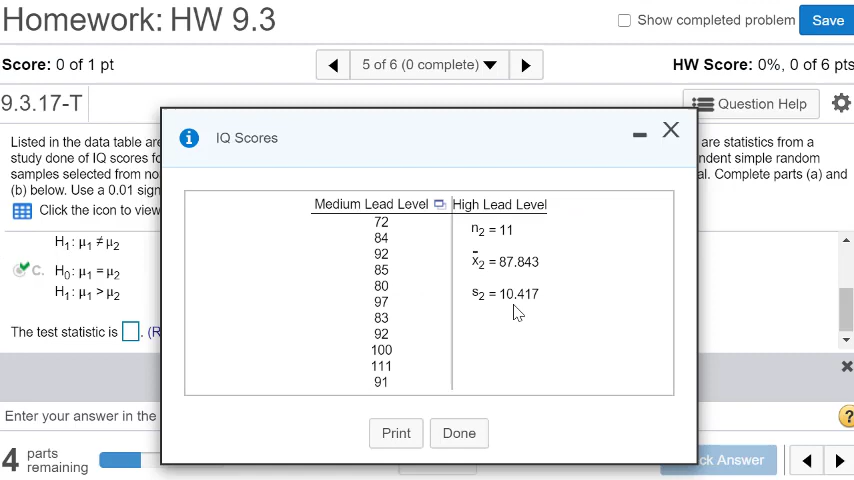 Homework: HW 9.3
Show completed problem
Save
Score: 0 of 1 pt
5 of 6 (0 complete)
HW Score: 0%, 0 of 6 pts
9.3.17-T
Question Help
IQ Scores
Listed in the data table are
are statistics from a
study done of IQ scores fo
ndent simple random
samples selected from no
al. Complete parts (a) and
(b) below. Use a 0.01 sign
Click the icon to view
H₁: μ₁ ≠ μ₂
C. H₀: μ₁ = μ₂
H₁: μ₁ > μ₂
The test statistic is . (R
Medium Lead Level
72
84
92
85
80
97
83
92
100
111
91
High Lead Level
n₂ = 11
x̄₂ = 87.843
s₂ = 10.417
Print
Done
Enter your answer in the
?
4 parts
remaining
ck Answer